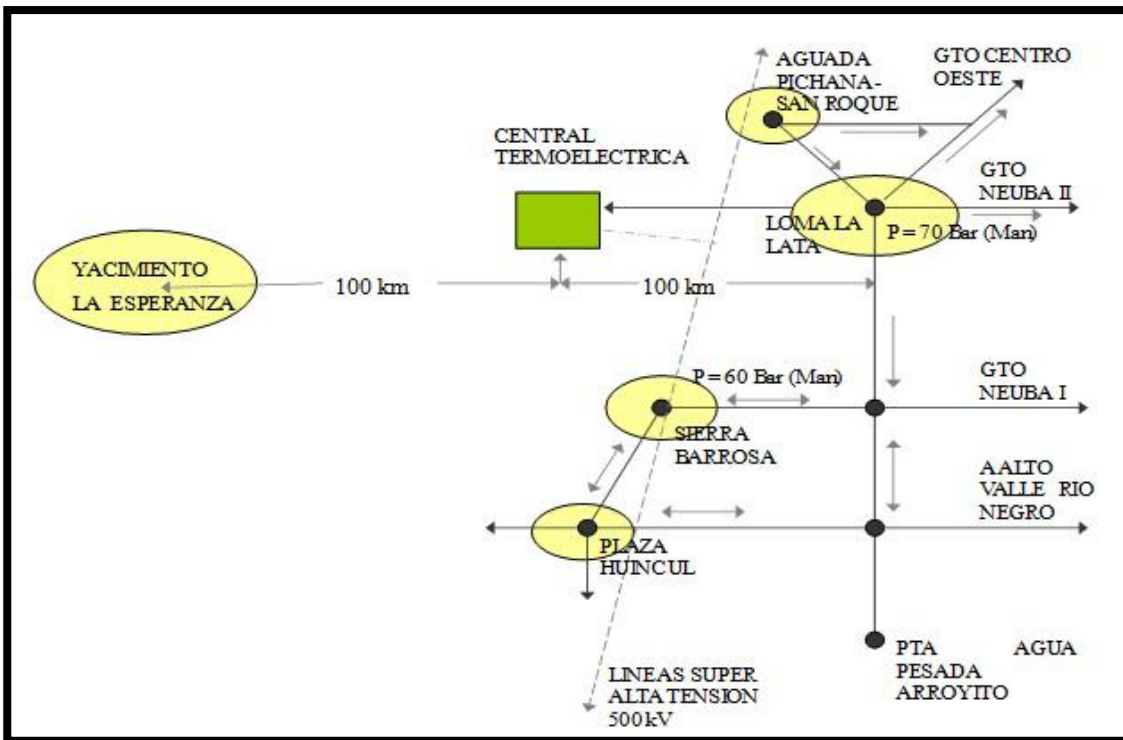 AGUADA
PICHANA-
SAN ROQUE
GTO CENTRO
OESTE
CENTRAL
TERMOELECTRICA
GTO
NEUBA II
LOMA LA
LATA
P = 70 Bar (Man)
YACIMIENTO
LA ESPERANZA
100 km
100 km
P = 60 Bar (Man)
GTO
NEUBA I
SIERRA
BARROSA
AALTO
VALLE RIO
NEGRO
PLAZA
HUINCUL
PTA AGUA
PESADA
ARROYITO
LINEAS SUPER
ALTA TENSION
500 kV